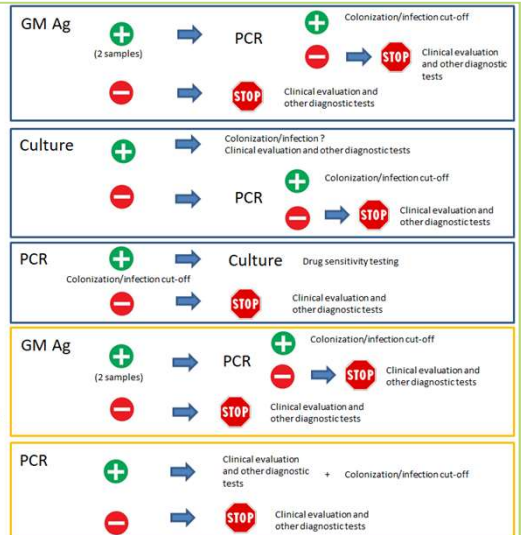 GM Ag
Colonization/infection cut-off
(2 samples)
PCR
STOP
Clinical evaluation
and other diagnostic
tests
STOP
Clinical evaluation and
other diagnostic tests
Culture
Colonization/infection ?
Clinical evaluation and other diagnostic tests
PCR
Colonization/infection cut-off
STOP
Clinical evaluation and
other diagnostic tests
PCR
Culture
Drug sensitivity testing
Colonization/infection cut-off
STOP
Clinical evaluation and
other diagnostic tests
GM Ag
Colonization/infection cut-off
(2 samples)
PCR
STOP
Clinical evaluation and
other diagnostic tests
STOP
Clinical evaluation and
other diagnostic tests
PCR
Clinical evaluation
and other diagnostic
tests
+ Colonization/infection cut-off
STOP
Clinical evaluation and
other diagnostic tests